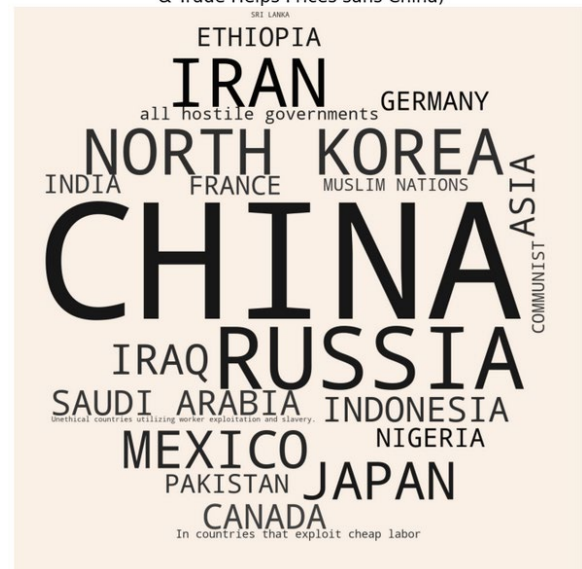 & Trade Helps Prices sans China)
SRI LANKA
ETHIOPIA
IRAN
GERMANY
all hostile governments
NORTH KOREA
INDIA
FRANCE
MUSLIM NATIONS
ASIA
CHINA
COMMUNIST
RUSSIA
IRAQ
SAUDI ARABIA
INDONESIA
Unethical countries utilizing worker exploitation and slavery.
MEXICO
NIGERIA
JAPAN
PAKISTAN
CANADA
In countries that exploit cheap labor